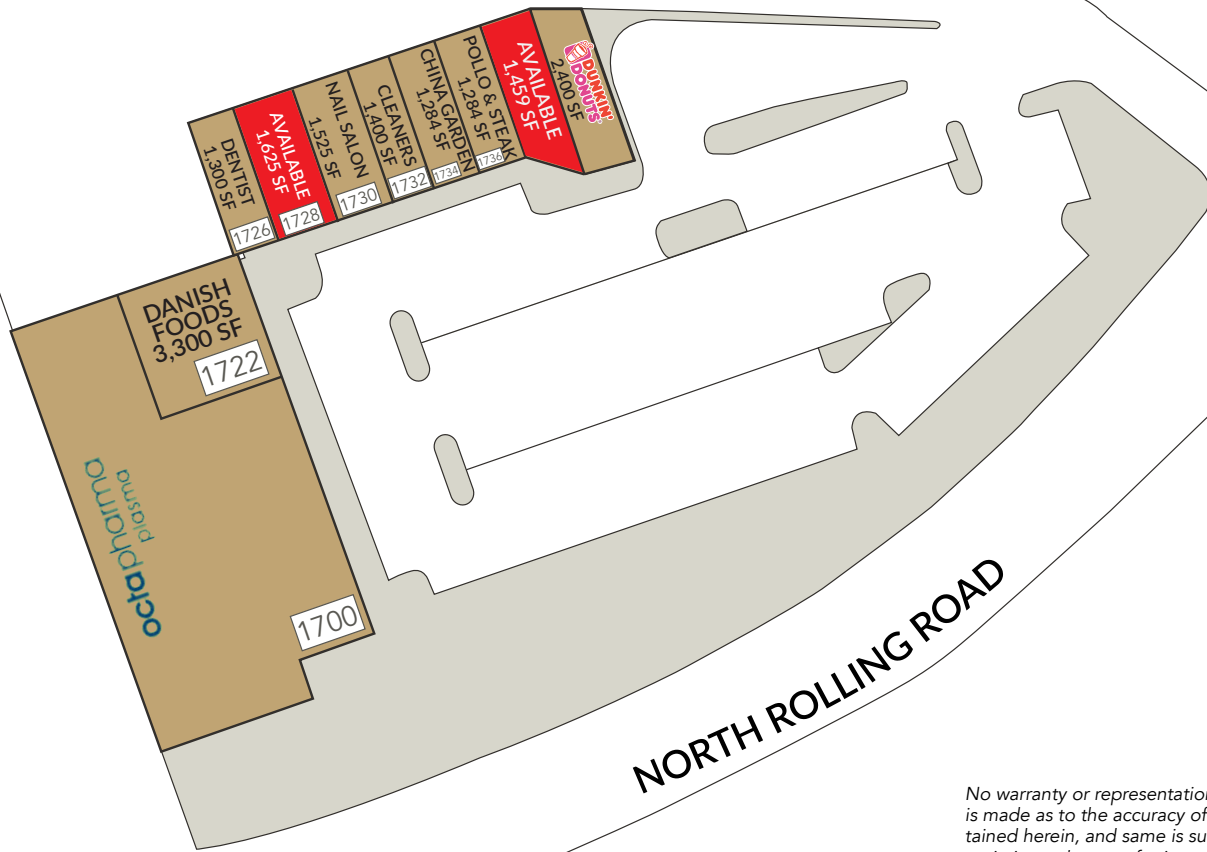 DENTIST
1,300 SF
1726
AVAILABLE
1,625 SF
1728
NAIL SALON
1,525 SF
1730
CLEANERS
1,400 SF
1732
CHINA GARDEN
1,284 SF
1734
POLLO & STEAK
1,284 SF
1736
AVAILABLE
1,459 SF
DUNKIN'
DONUTS
2,400 SF
DANISH
FOODS
3,300 SF
1722
octapharma
plasma
1700
NORTH ROLLING ROAD
No warranty or representation
is made as to the accuracy of
tained herein, and same is su